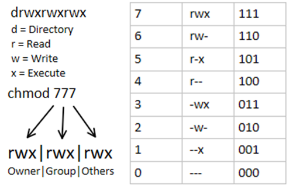 drwxrwxrwx
d = Directory
r = Read
w = Write
x = Execute
chmod 777
rwx|rwx|rwx
Owner|Group|Others
7 rwx 111
6 rw- 110
5 r-x 101
4 r-- 100
3 -wx 011
2 -w- 010
1 --x 001
0 --- 000